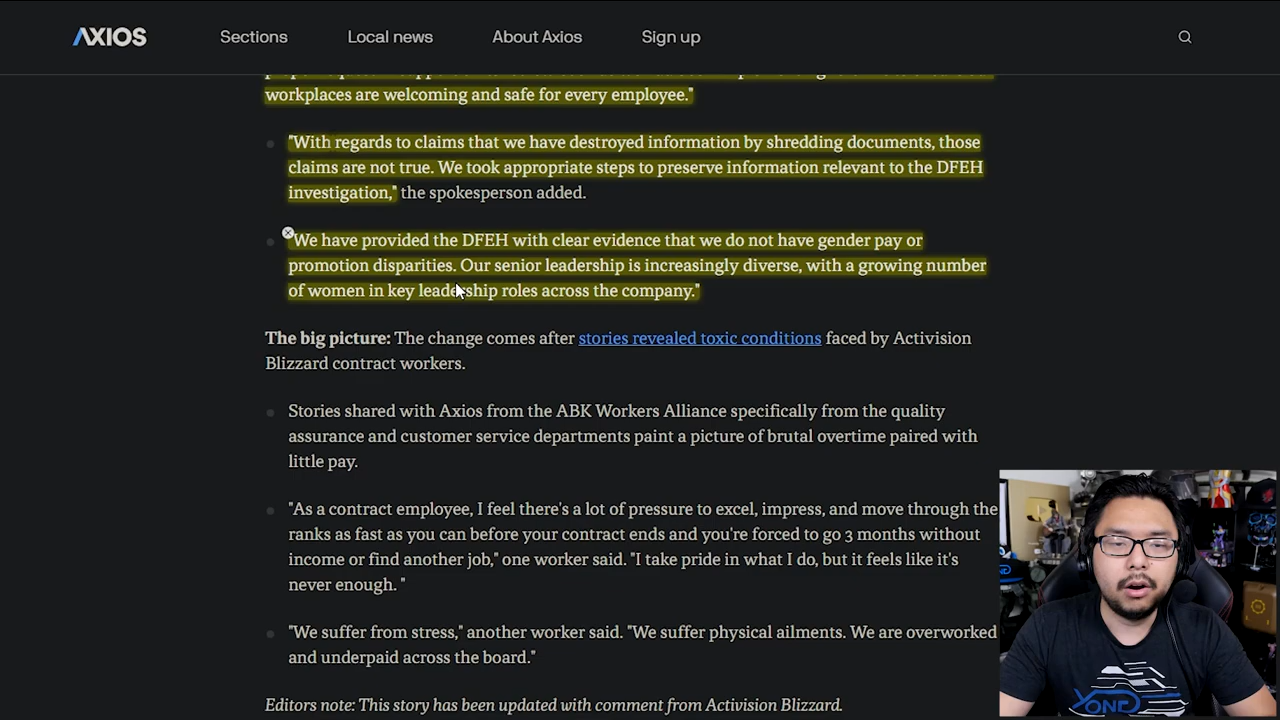 AXIOS
Sections
Local news
About Axios
Sign up
workplaces are welcoming and safe for every employee."
"With regards to claims that we have destroyed information by shredding documents, those
claims are not true. We took appropriate steps to preserve information relevant to the DFEH
investigation," the spokesperson added.
"We have provided the DFEH with clear evidence that we do not have gender pay or
promotion disparities. Our senior leadership is increasingly diverse, with a growing number
of women in key leadership roles across the company."
The big picture: The change comes after stories revealed toxic conditions faced by Activision
Blizzard contract workers.
Stories shared with Axios from the ABK Workers Alliance specifically from the quality
assurance and customer service departments paint a picture of brutal overtime paired with
little pay.
"As a contract employee, I feel there's a lot of pressure to excel, impress, and move through the
ranks as fast as you can before your contract ends and you're forced to go 3 months without
income or find another job," one worker said. "I take pride in what I do, but it feels like it's
never enough. "
"We suffer from stress," another worker said. "We suffer physical ailments. We are overworked
and underpaid across the board."
Editors note: This story has been updated with comment from Activision Blizzard.